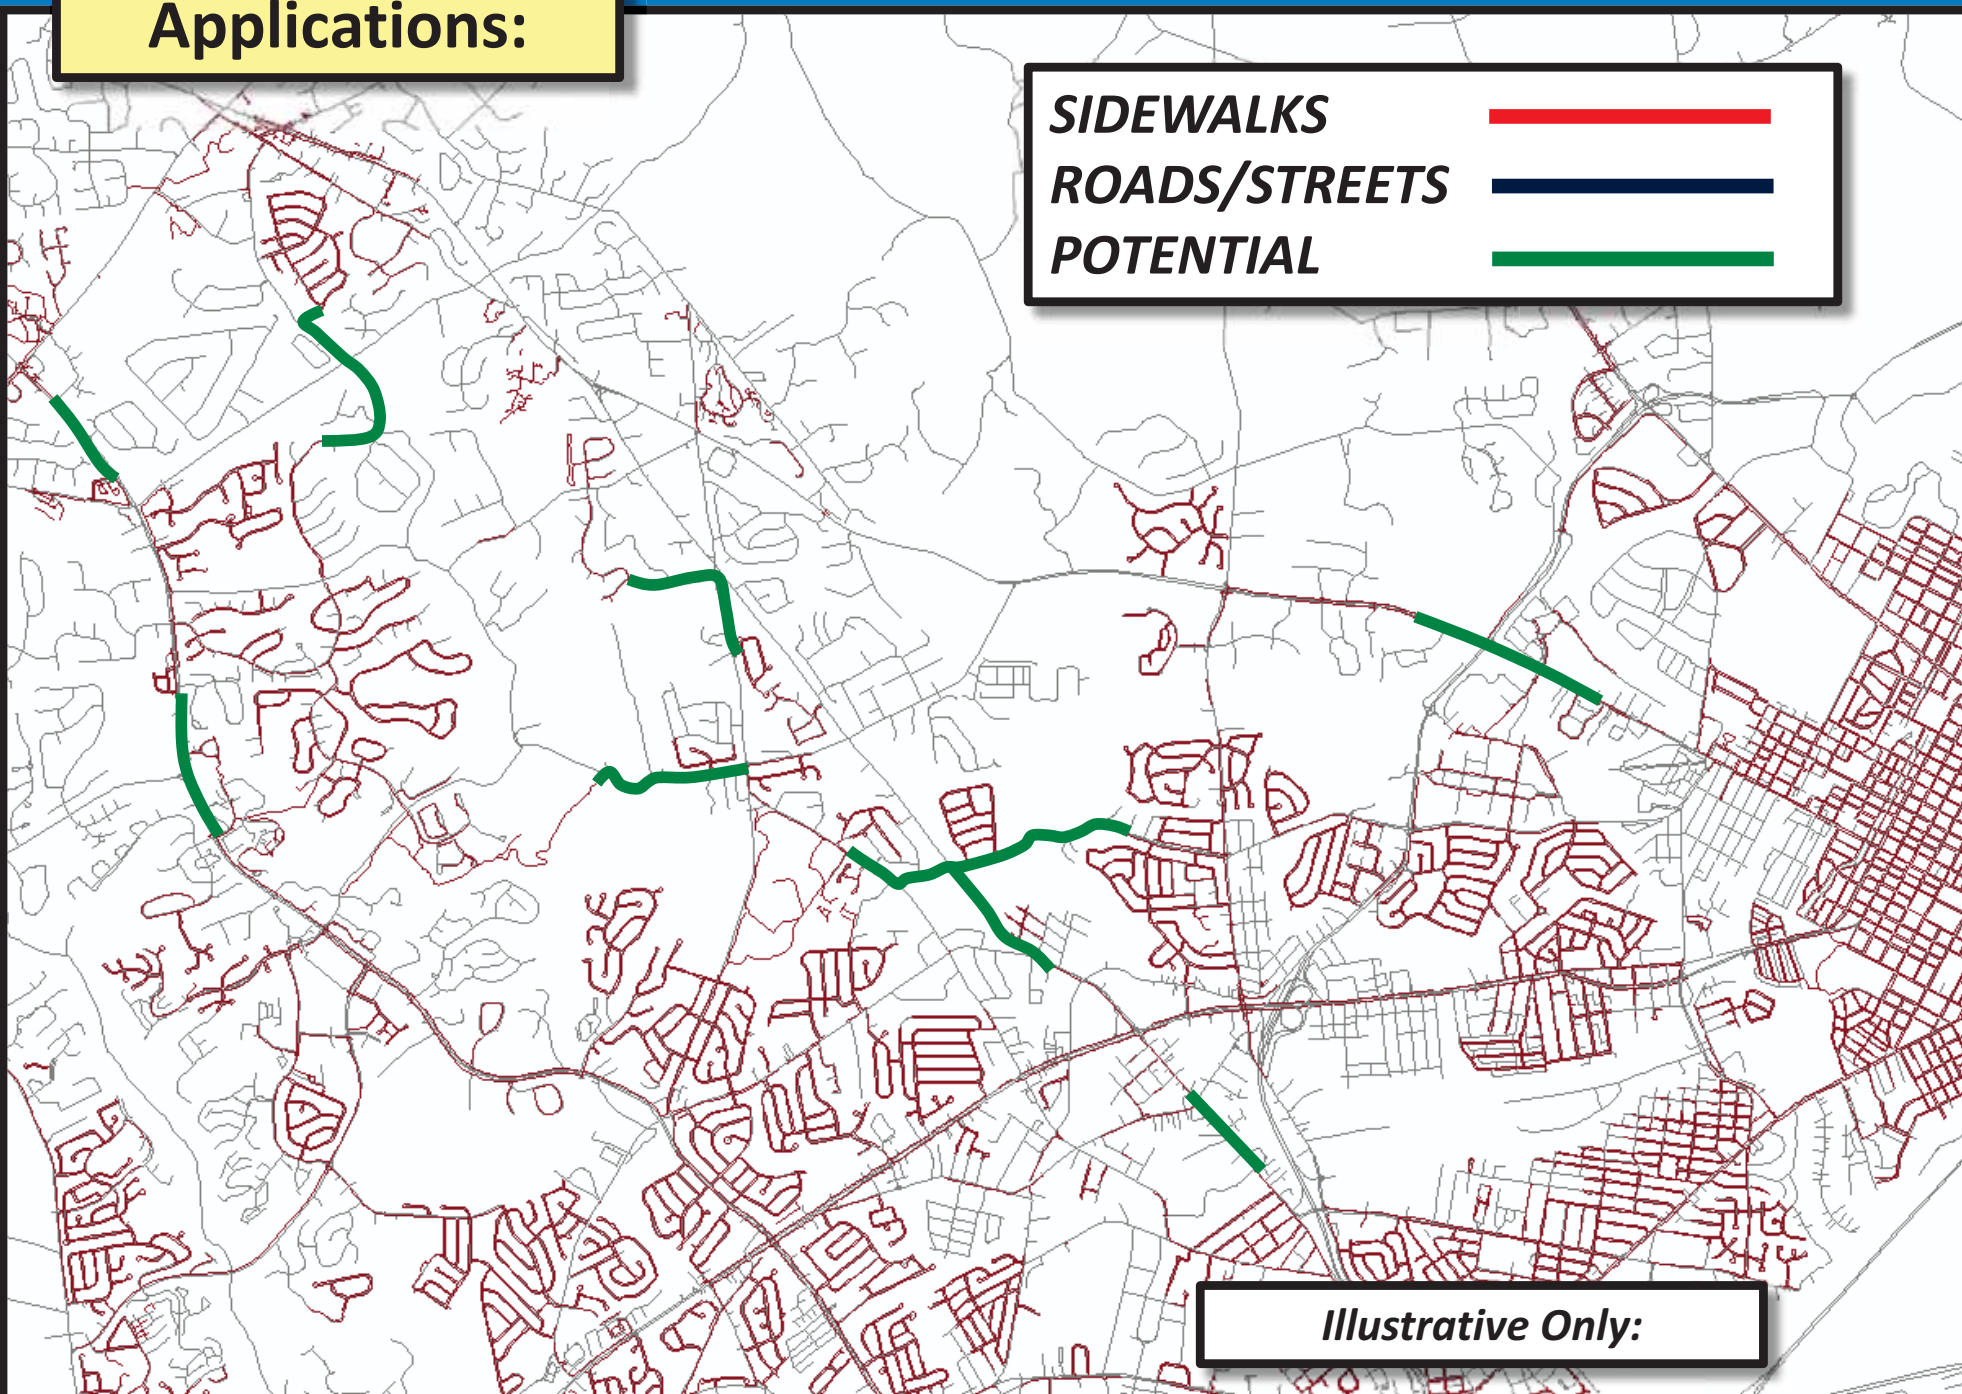 Applications:
SIDEWALKS
ROADS/STREETS
POTENTIAL
Illustrative Only: